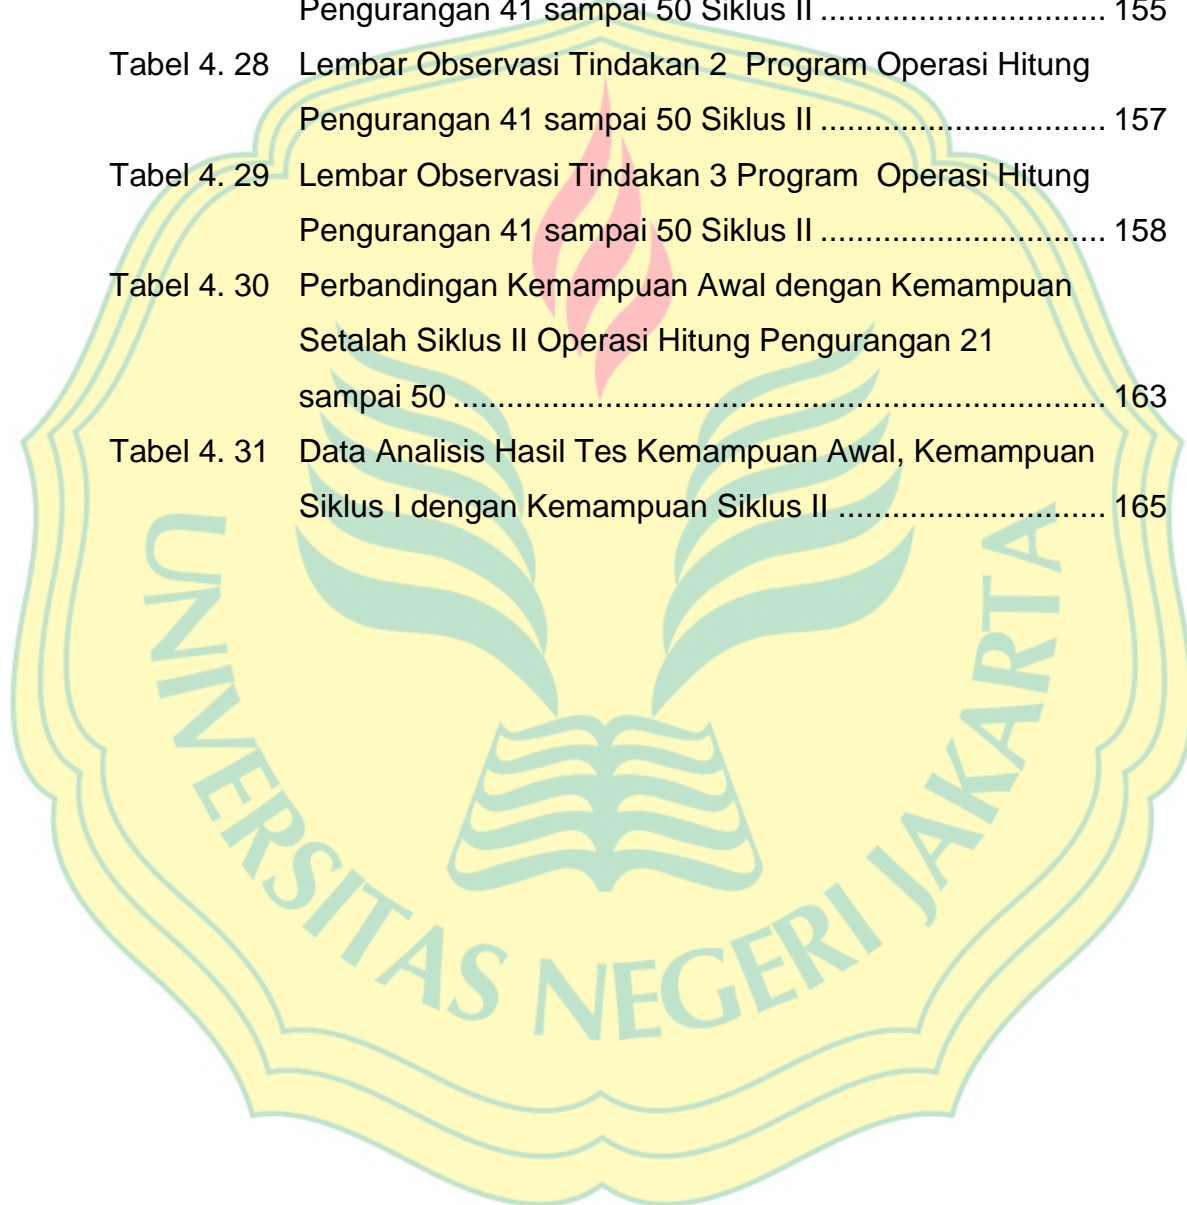 Pengurangan 41 sampai 50 Siklus II ................................ 155
Tabel 4. 28 Lembar Observasi Tindakan 2 Program Operasi Hitung
Pengurangan 41 sampai 50 Siklus II ................................ 157
Tabel 4. 29 Lembar Observasi Tindakan 3 Program Operasi Hitung
Pengurangan 41 sampai 50 Siklus II ................................ 158
Tabel 4. 30 Perbandingan Kemampuan Awal dengan Kemampuan
Setalah Siklus II Operasi Hitung Pengurangan 21
sampai 50 ......................................................................... 163
Tabel 4. 31 Data Analisis Hasil Tes Kemampuan Awal, Kemampuan
Siklus I dengan Kemampuan Siklus II .............................. 165
UNIVERSITAS NEGERI JAKARTA